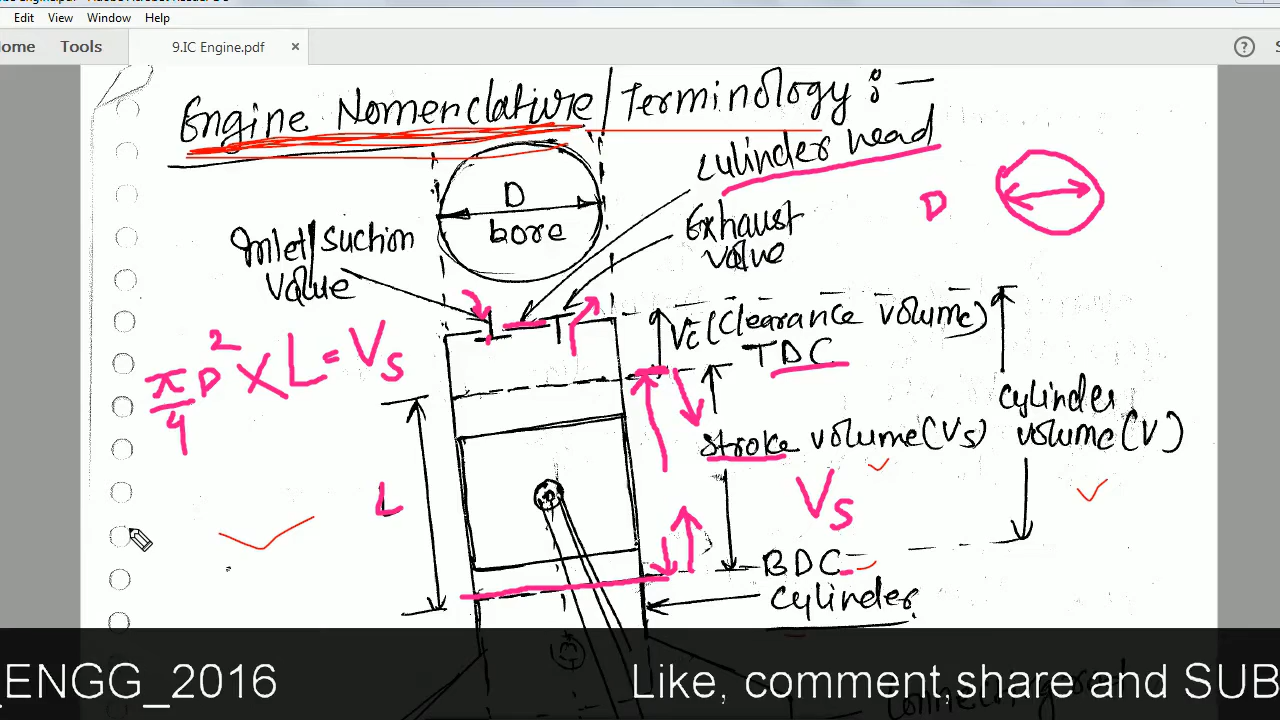 Edit View Window Help
Home Tools 9.IC Engine.pdf × ?
Engine Nomenclature/Terminology :-
cylinder head
D
bore
D
Exhaust
valve
Inlet/suction
valve
Vc (Clearance volume)
TDC
π/4 D² X L = Vs
cylinder
volume (V)
stroke volume (Vs)
L
Vs
BDC
cylinder
_ENGG_2016 Like, comment,share and SUB